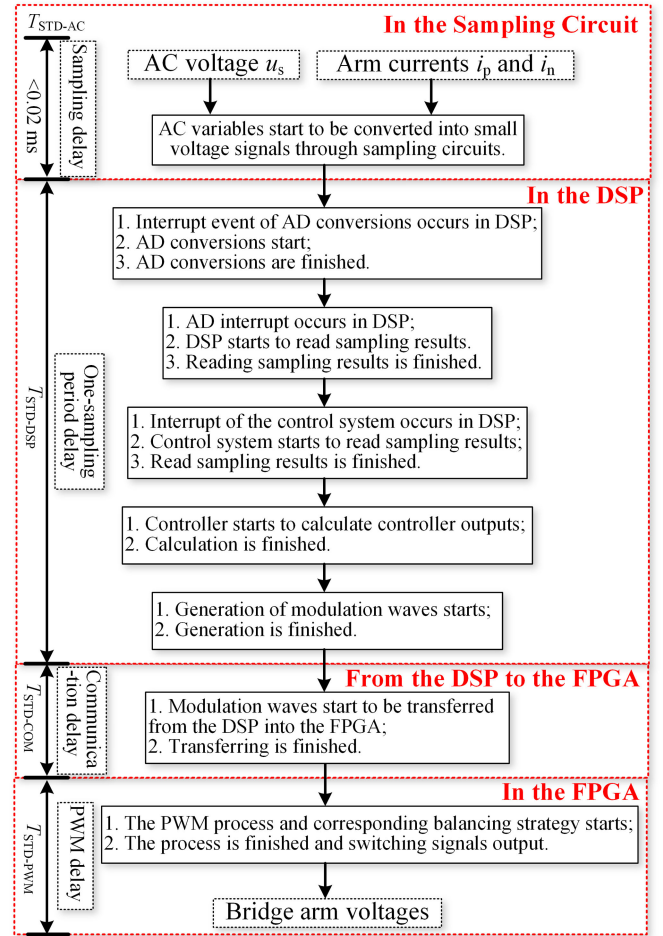 T_STD-AC
In the Sampling Circuit
Sampling delay
<0.02 ms
AC voltage u_s
Arm currents i_p and i_n
AC variables start to be converted into small
voltage signals through sampling circuits.
In the DSP
1. Interrupt event of AD conversions occurs in DSP;
2. AD conversions start;
3. AD conversions are finished.
1. AD interrupt occurs in DSP;
2. DSP starts to read sampling results.
3. Reading sampling results is finished.
T_STD-DSP
One-sampling
period delay
1. Interrupt of the control system occurs in DSP;
2. Control system starts to read sampling results;
3. Read sampling results is finished.
1. Controller starts to calculate controller outputs;
2. Calculation is finished.
1. Generation of modulation waves starts;
2. Generation is finished.
From the DSP to the FPGA
T_STD-COM
Communica
-tion delay
1. Modulation waves start to be transferred
from the DSP into the FPGA;
2. Transferring is finished.
In the FPGA
T_STD-PWM
PWM delay
1. The PWM process and corresponding balancing strategy starts;
2. The process is finished and switching signals output.
Bridge arm voltages